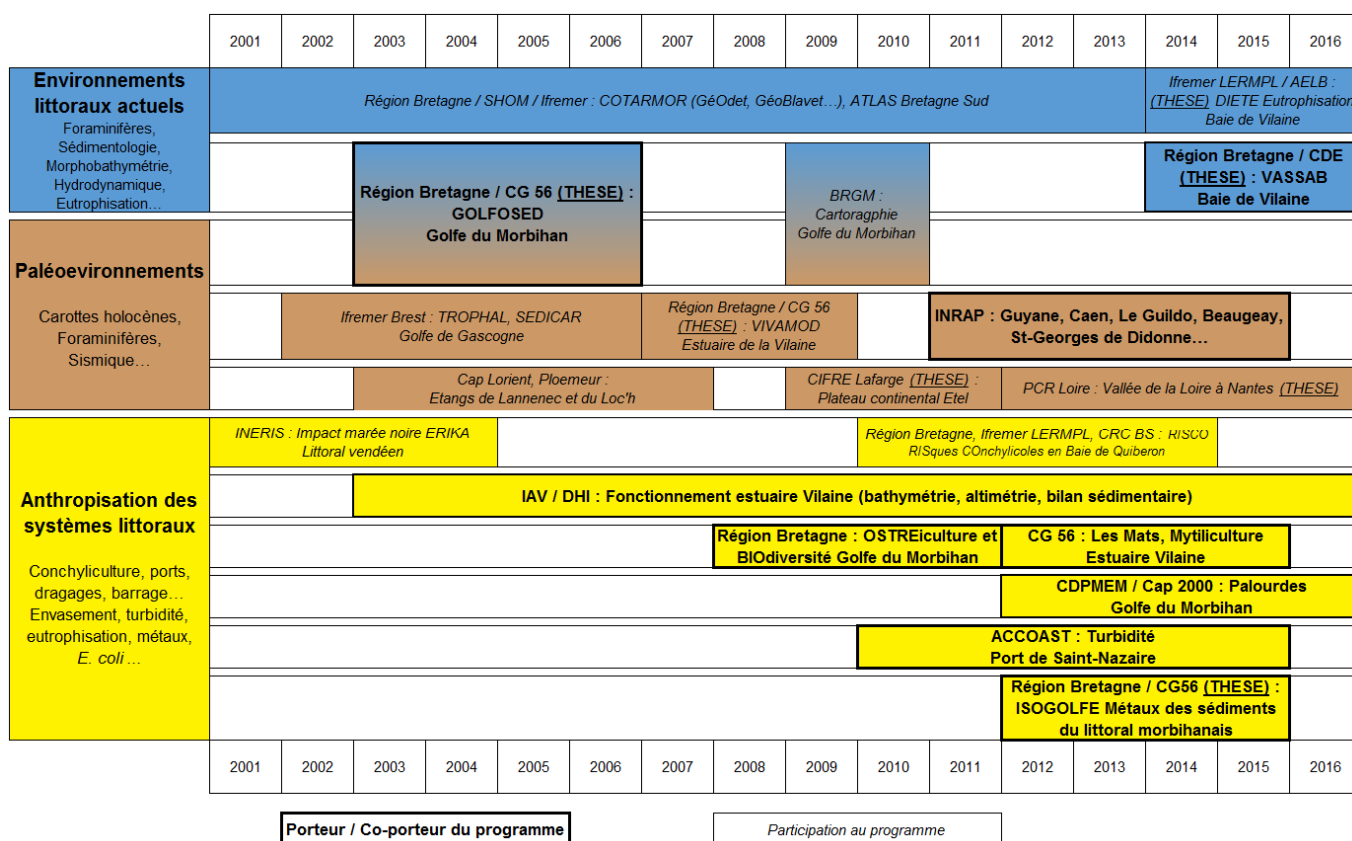 2001 2002 2003 2004 2005 2006 2007 2008 2009 2010 2011 2012 2013 2014 2015 2016
Environnements
littoraux actuels
Foraminifères,
Sédimentologie,
Morphobathymétrie,
Hydrodynamique,
Eutrophisation…
Région Bretagne / SHOM / Ifremer : COTARMOR (GéOdet, GéoBlavet…), ATLAS Bretagne Sud
Ifremer LERMPL / AELB :
(THESE) DIETE Eutrophisation
Baie de Vilaine
Région Bretagne / CG 56 (THESE) :
GOLFOSED
Golfe du Morbihan
BRGM :
Cartoragphie
Golfe du Morbihan
Région Bretagne / CDE
(THESE) : VASSAB
Baie de Vilaine
Paléoevironnements
Carottes holocènes,
Foraminifères,
Sismique…
Ifremer Brest : TROPHAL, SEDICAR
Golfe de Gascogne
Région Bretagne / CG 56
(THESE) : VIVAMOD
Estuaire de la Vilaine
INRAP : Guyane, Caen, Le Guildo, Beaugeay,
St-Georges de Didonne…
Cap Lorient, Ploemeur :
Etangs de Lannenec et du Loc'h
CIFRE Lafarge (THESE) :
Plateau continental Etel
PCR Loire : Vallée de la Loire à Nantes (THESE)
Anthropisation des
systèmes littoraux
Conchyliculture, ports,
dragages, barrage…
Envasement, turbidité,
eutrophisation, métaux,
E. coli …
INERIS : Impact marée noire ERIKA
Littoral vendéen
Région Bretagne, Ifremer LERMPL, CRC BS : RISCO
RISques COnchylicoles en Baie de Quiberon
IAV / DHI : Fonctionnement estuaire Vilaine (bathymétrie, altimétrie, bilan sédimentaire)
Région Bretagne : OSTREiculture et
BIOdiversité Golfe du Morbihan
CG 56 : Les Mats, Mytiliculture
Estuaire Vilaine
CDPMEM / Cap 2000 : Palourdes
Golfe du Morbihan
ACCOAST : Turbidité
Port de Saint-Nazaire
Région Bretagne / CG56 (THESE) :
ISOGOLFE Métaux des sédiments
du littoral morbihanais
2001 2002 2003 2004 2005 2006 2007 2008 2009 2010 2011 2012 2013 2014 2015 2016
Porteur / Co-porteur du programme
Participation au programme